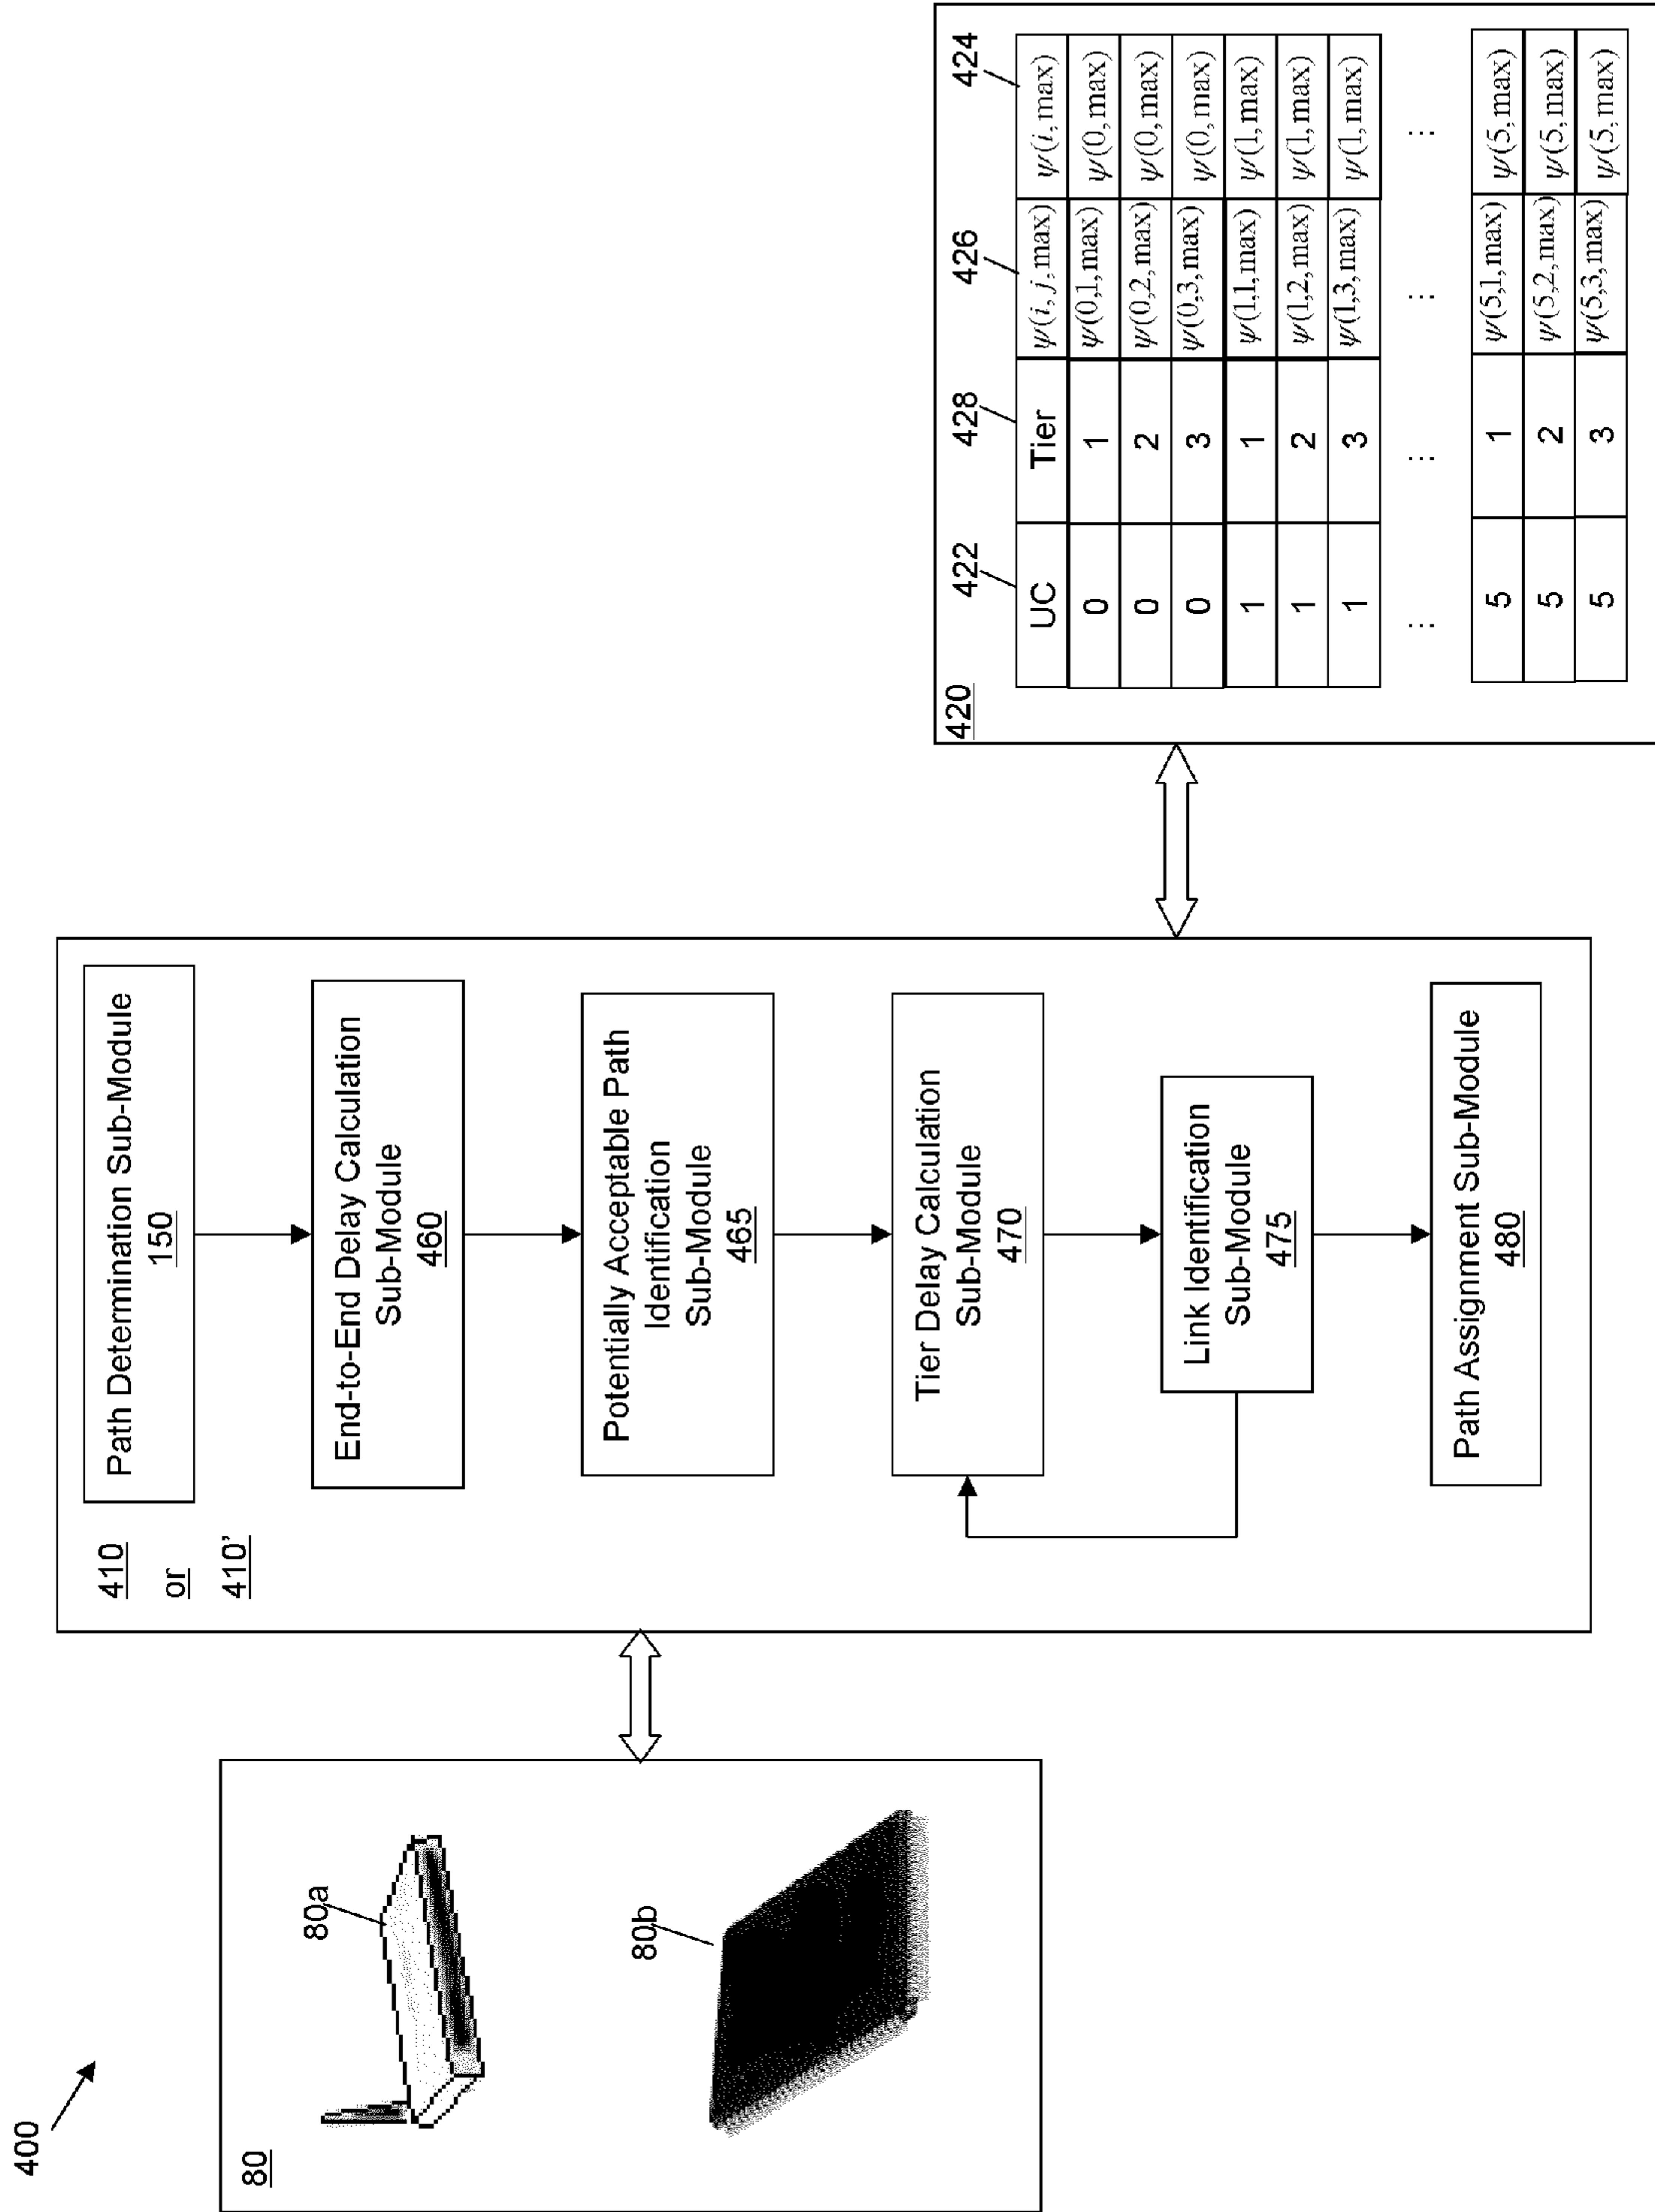 400
80
80a
80b
410
or
410'
Path Determination Sub-Module
150
End-to-End Delay Calculation
Sub-Module
460
Potentially Acceptable Path
Identification
Sub-Module
465
Tier Delay Calculation
Sub-Module
470
Link Identification
Sub-Module
475
Path Assignment Sub-Module
480
420
422 428 426 424
UC Tier ψ(i, j, max) ψ(i, max)
0 1 ψ(0,1,max) ψ(0,max)
0 2 ψ(0,2,max) ψ(0,max)
0 3 ψ(0,3,max) ψ(0,max)
1 1 ψ(1,1,max) ψ(1,max)
1 2 ψ(1,2,max) ψ(1,max)
1 3 ψ(1,3,max) ψ(1,max)
... ... ... ...
5 1 ψ(5,1,max) ψ(5,max)
5 2 ψ(5,2,max) ψ(5,max)
5 3 ψ(5,3,max) ψ(5,max)